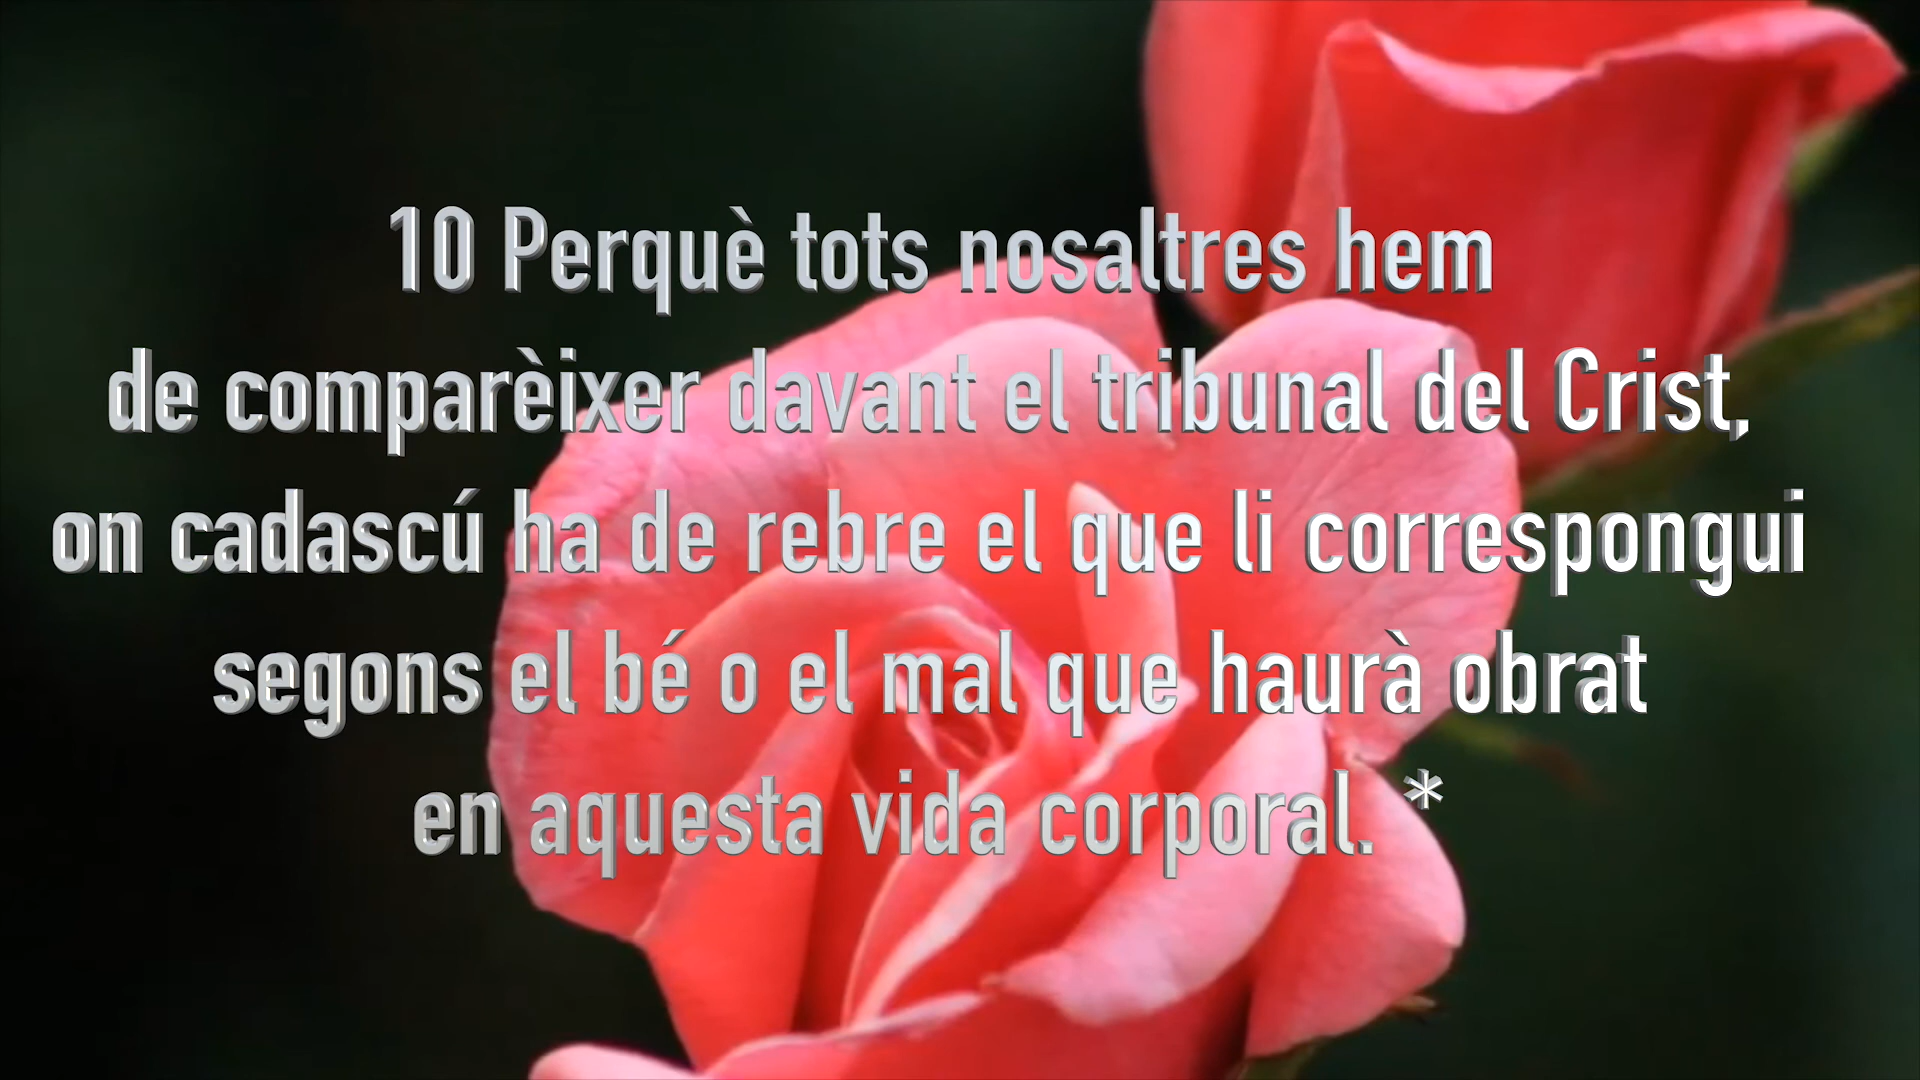 10 Perquè tots nosaltres hem
de comparèixer davant el tribunal del Crist,
on cadascú ha de rebre el que li correspongui
segons el bé o el mal que haurà obrat
en aquesta vida corporal. *